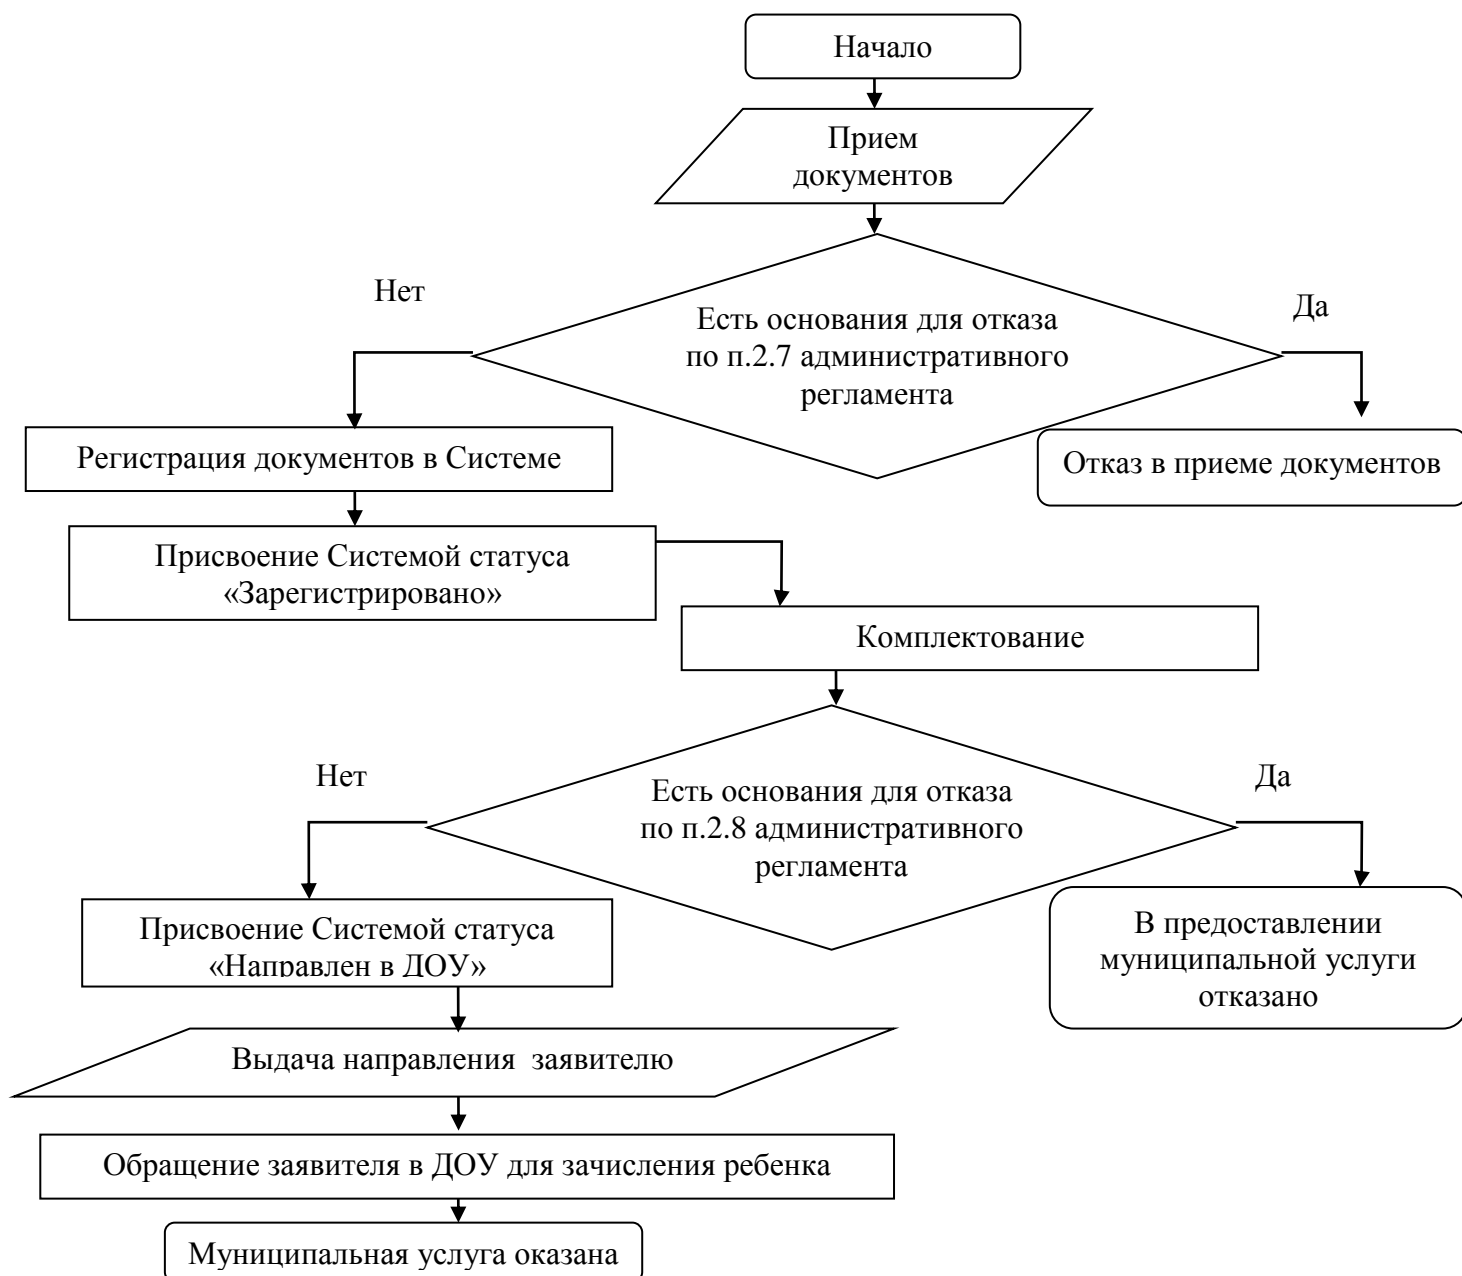 Начало
Прием
документов
Нет
Да
Есть основания для отказа
по п.2.7 административного
регламента
Регистрация документов в Системе
Отказ в приеме документов
Присвоение Системой статуса
«Зарегистрировано»
Комплектование
Нет
Да
Есть основания для отказа
по п.2.8 административного
регламента
Присвоение Системой статуса
«Направлен в ДОУ»
В предоставлении
муниципальной услуги
отказано
Выдача направления заявителю
Обращение заявителя в ДОУ для зачисления ребенка
Муниципальная услуга оказана